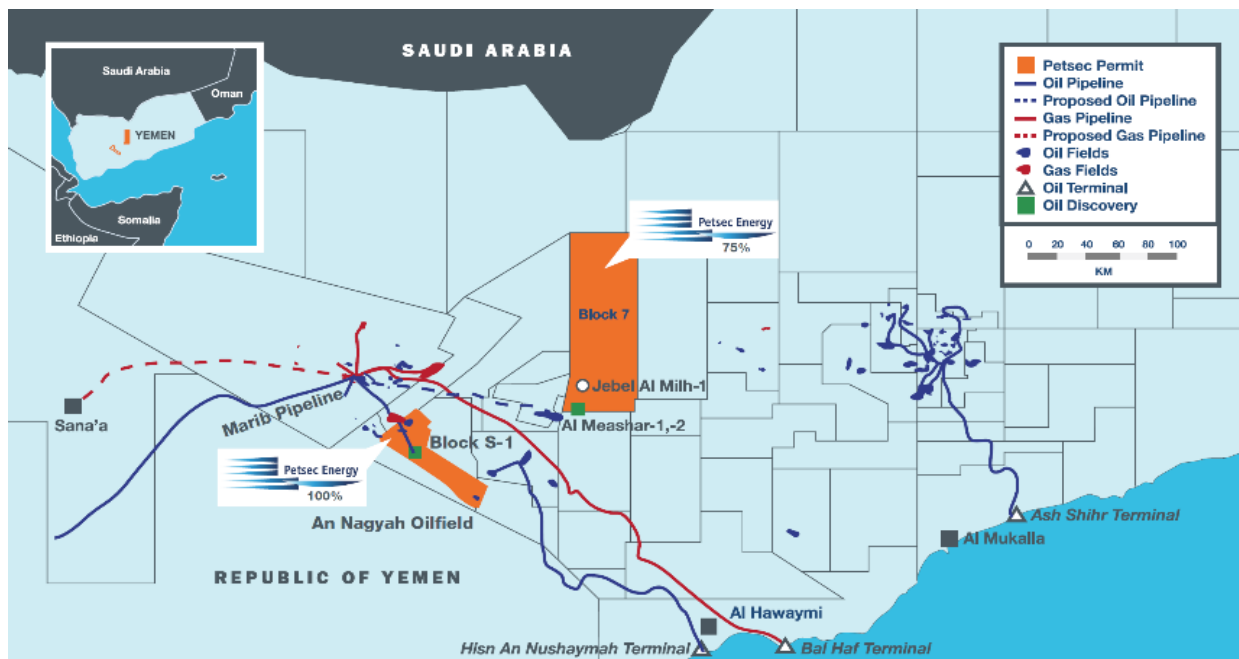 SAUDI ARABIA
Saudi Arabia
Oman
YEMEN
Somalia
Ethiopia
Petsec Permit
Oil Pipeline
Proposed Oil Pipeline
Gas Pipeline
Proposed Gas Pipeline
Oil Fields
Gas Fields
Oil Terminal
Oil Discovery
0 20 40 60 80 100
KM
Petsec Energy
75%
Block 7
Jebel Al Milh-1
Al Meashar-1,-2
Sana'a
Marib Pipeline
Block S-1
Petsec Energy
100%
An Nagyah Oilfield
Ash Shihr Terminal
Al Mukalla
REPUBLIC OF YEMEN
Al Hawaymi
Hisn An Nushaymah Terminal
Bal Haf Terminal